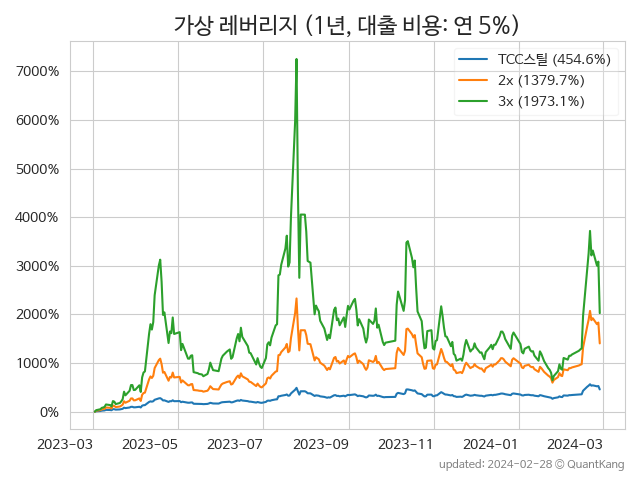 가상 레버리지 (1년, 대출 비용: 연 5%)
TCC스틸 (454.6%)
2x (1379.7%)
3x (1973.1%)
7000%
6000%
5000%
4000%
3000%
2000%
1000%
0%
2023-03 2023-05 2023-07 2023-09 2023-11 2024-01 2024-03
updated: 2024-02-28 © QuantKang